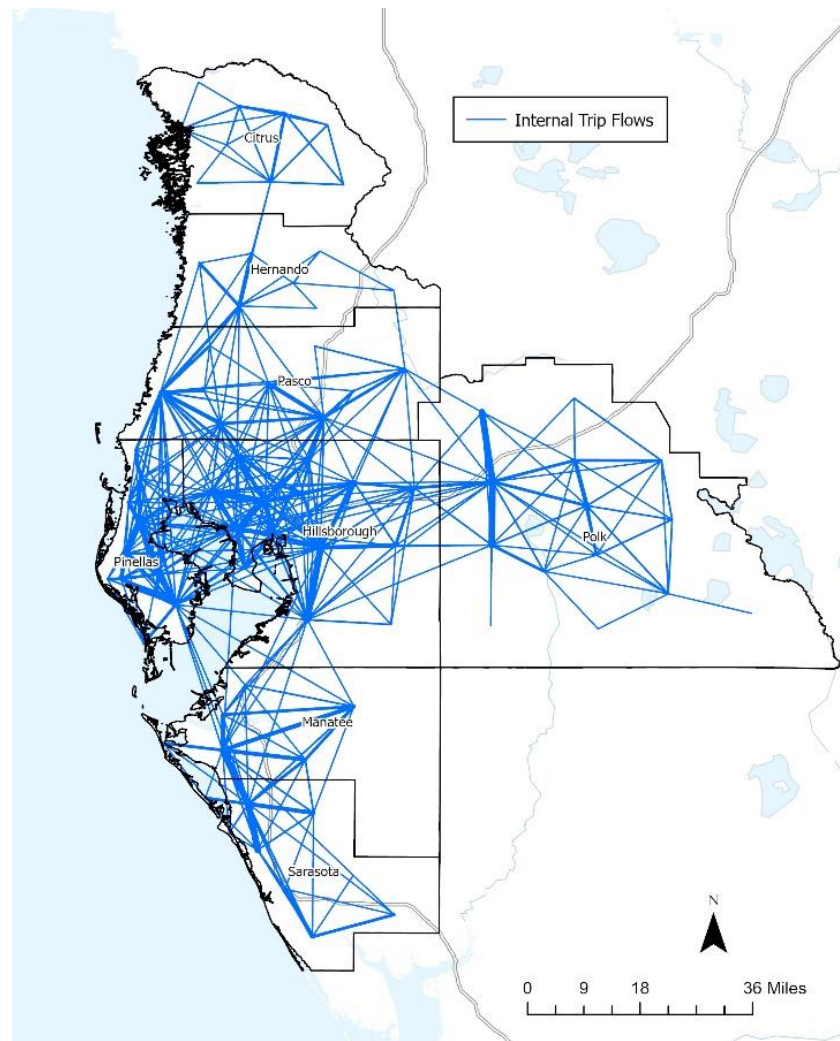 Internal Trip Flows
Citrus
Hernando
Pasco
Hillsborough
Polk
Pinellas
Manatee
Sarasota
N
0 9 18 36 Miles